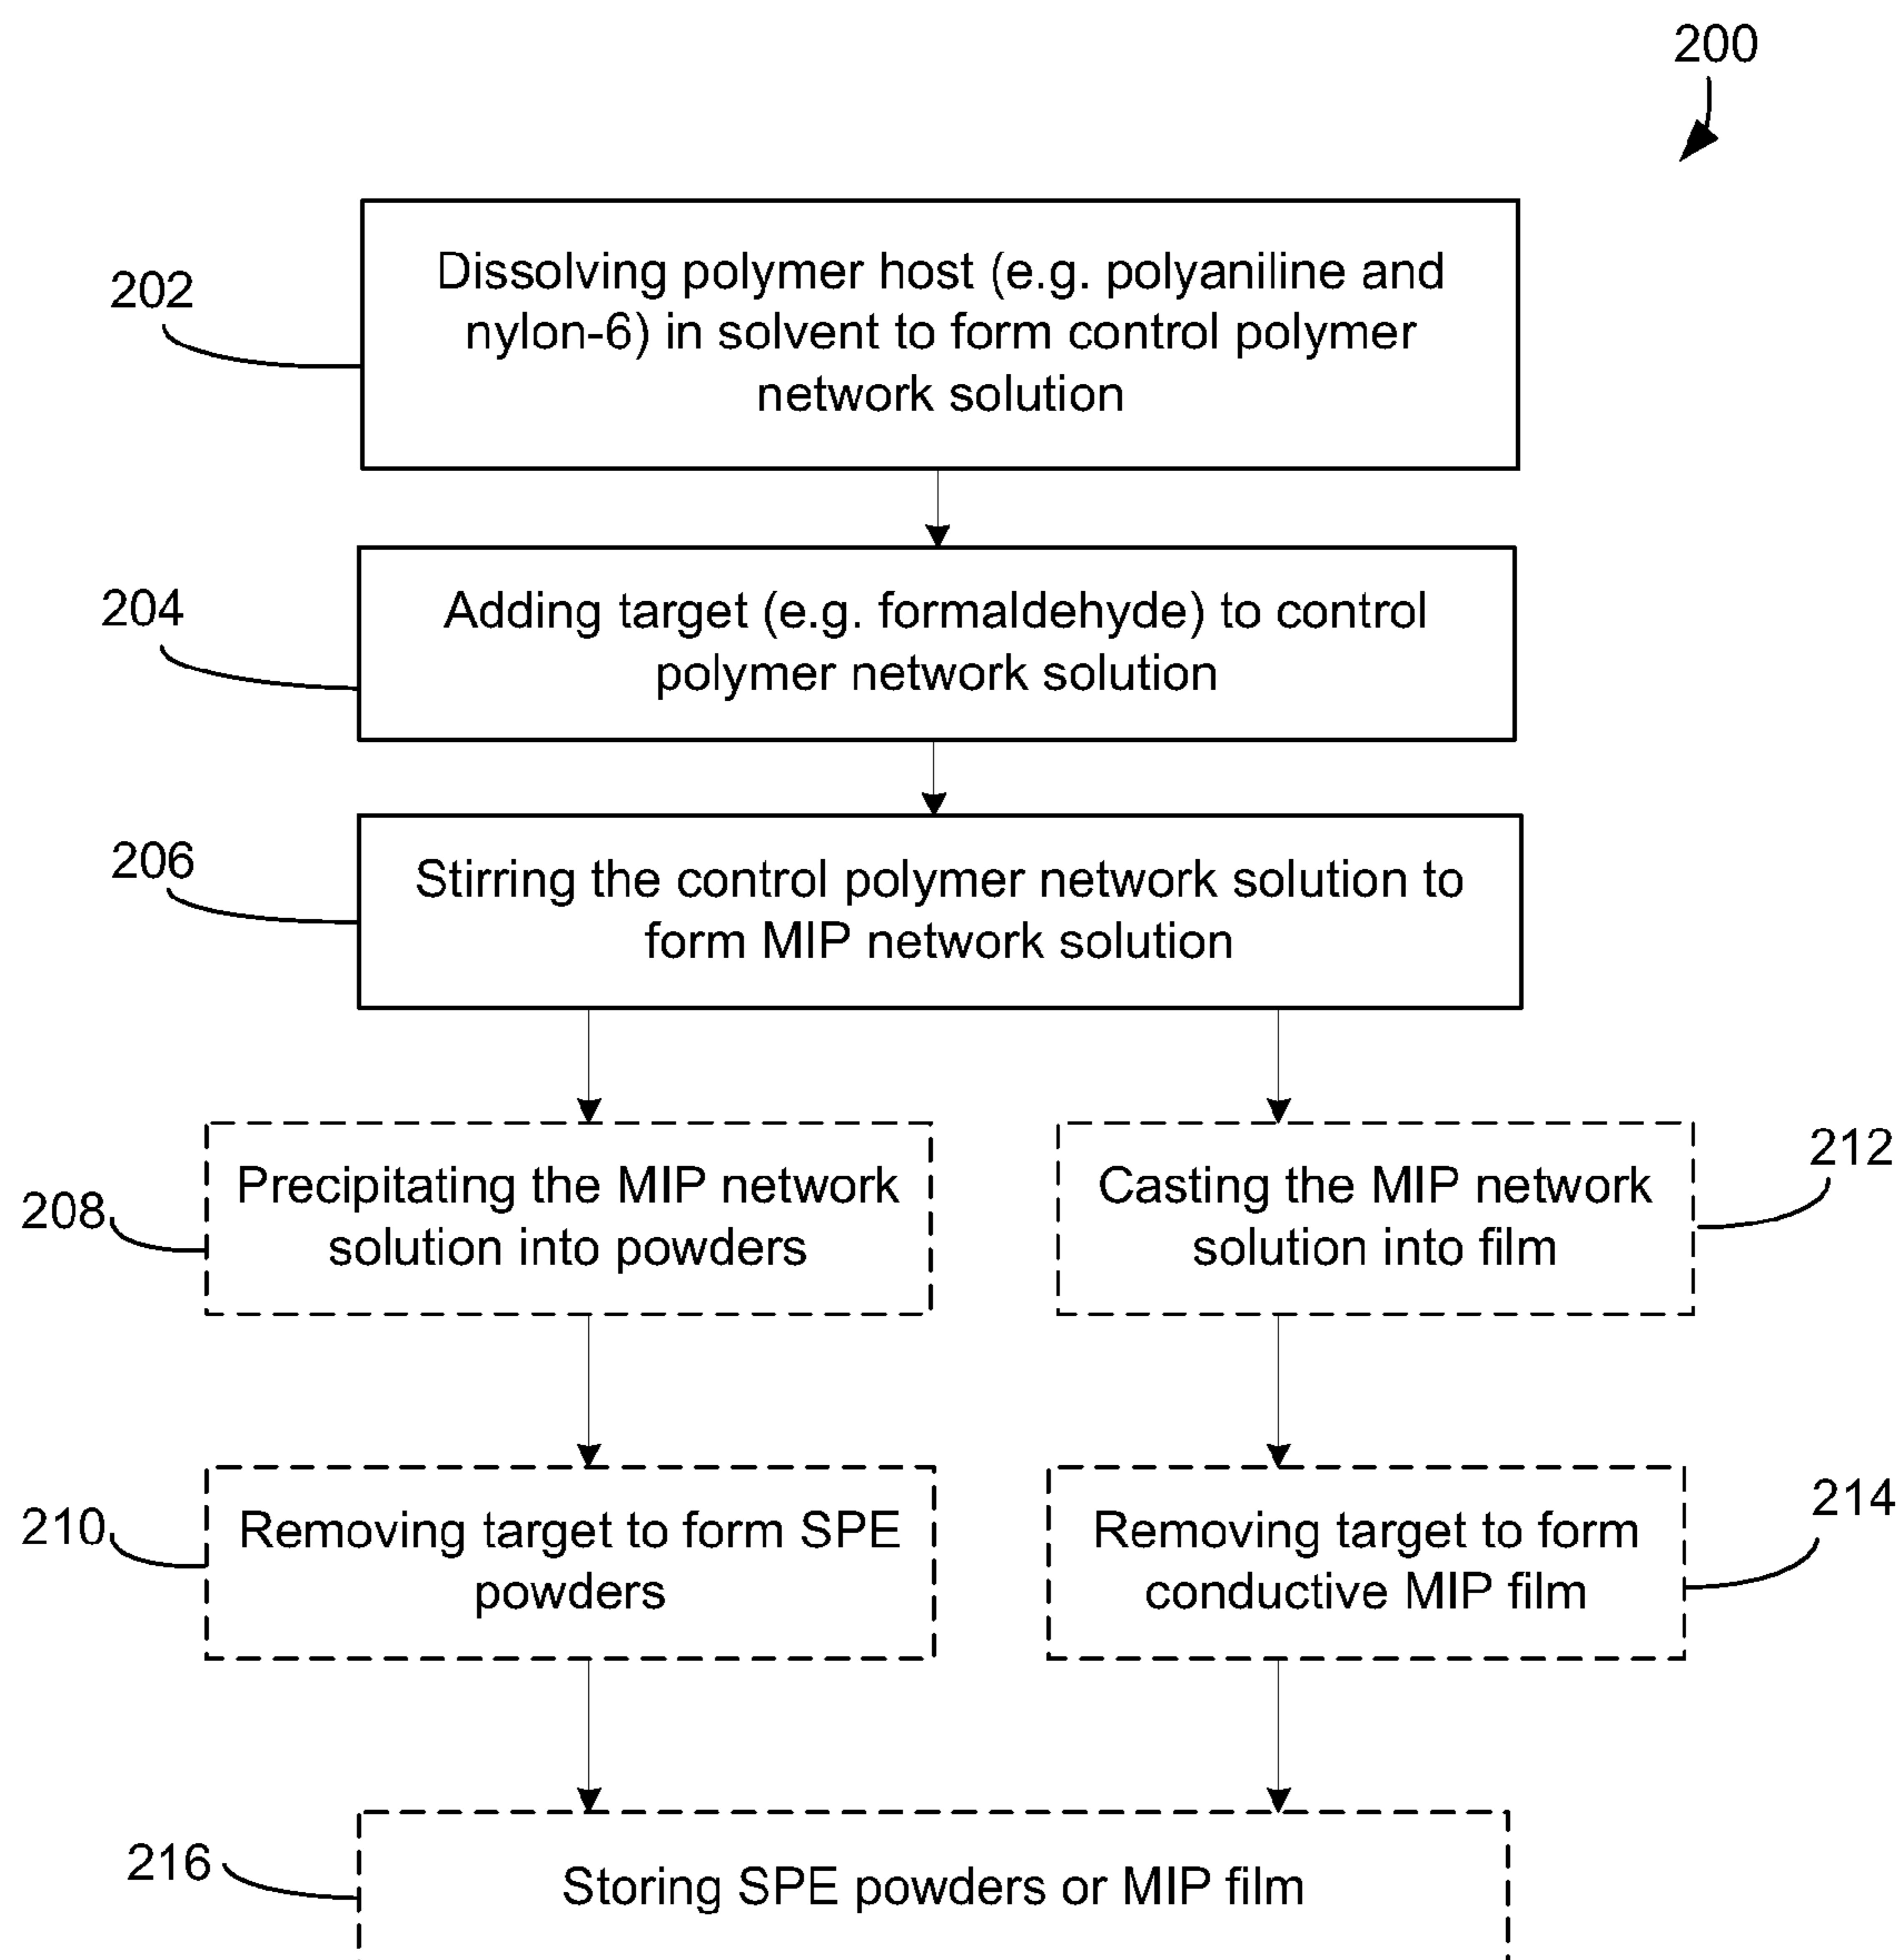 200
202
Dissolving polymer host (e.g. polyaniline and
nylon-6) in solvent to form control polymer
network solution
204
Adding target (e.g. formaldehyde) to control
polymer network solution
206
Stirring the control polymer network solution to
form MIP network solution
208
Precipitating the MIP network
solution into powders
212
Casting the MIP network
solution into film
210
Removing target to form SPE
powders
214
Removing target to form
conductive MIP film
216
Storing SPE powders or MIP film